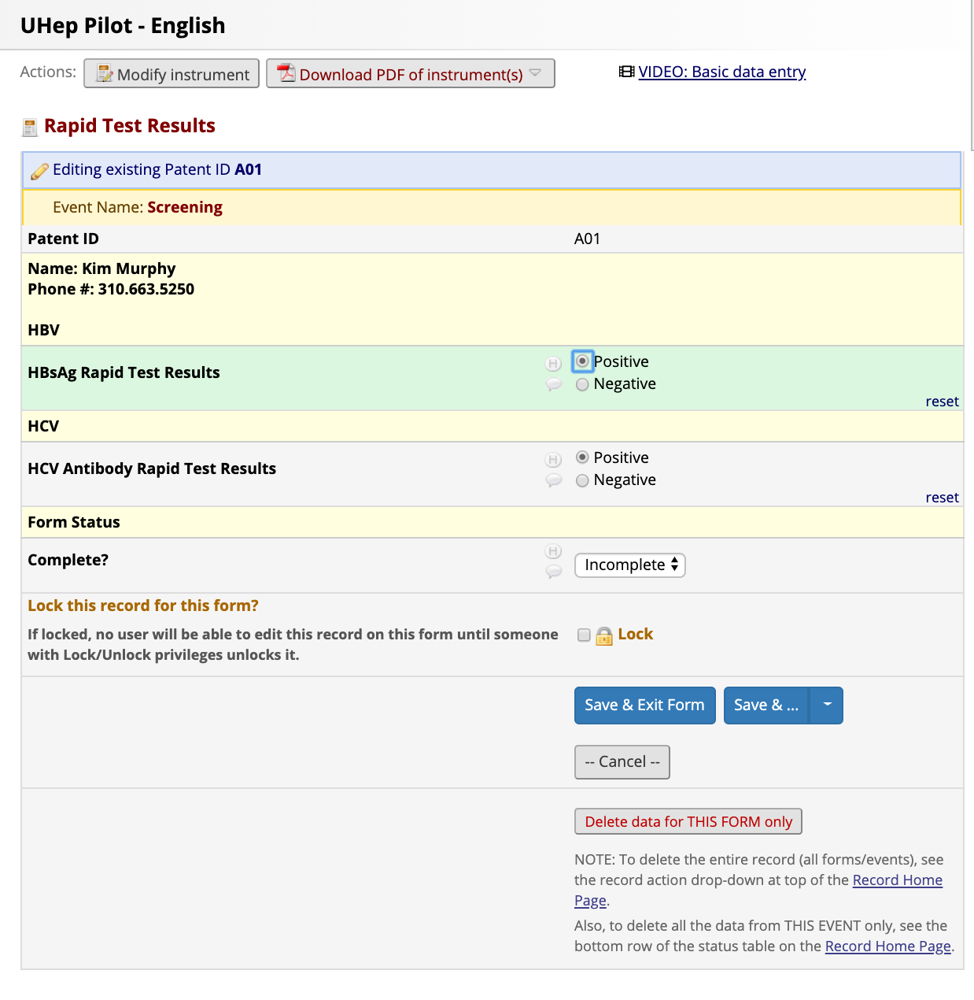 UHep Pilot - English
Actions: Modify instrument Download PDF of instrument(s) VIDEO: Basic data entry
Rapid Test Results
Editing existing Patent ID A01
Event Name: Screening
Patent ID A01
Name: Kim Murphy
Phone #: 310.663.5250
HBV
HBsAg Rapid Test Results
H Positive
Negative
reset
HCV
HCV Antibody Rapid Test Results
H Positive
Negative
reset
Form Status
Complete? H Incomplete
Lock this record for this form?
If locked, no user will be able to edit this record on this form until someone
with Lock/Unlock privileges unlocks it.
Lock
Save & Exit Form Save & ...
-- Cancel --
Delete data for THIS FORM only
NOTE: To delete the entire record (all forms/events), see
the record action drop-down at top of the Record Home
Page.
Also, to delete all the data from THIS EVENT only, see the
bottom row of the status table on the Record Home Page.